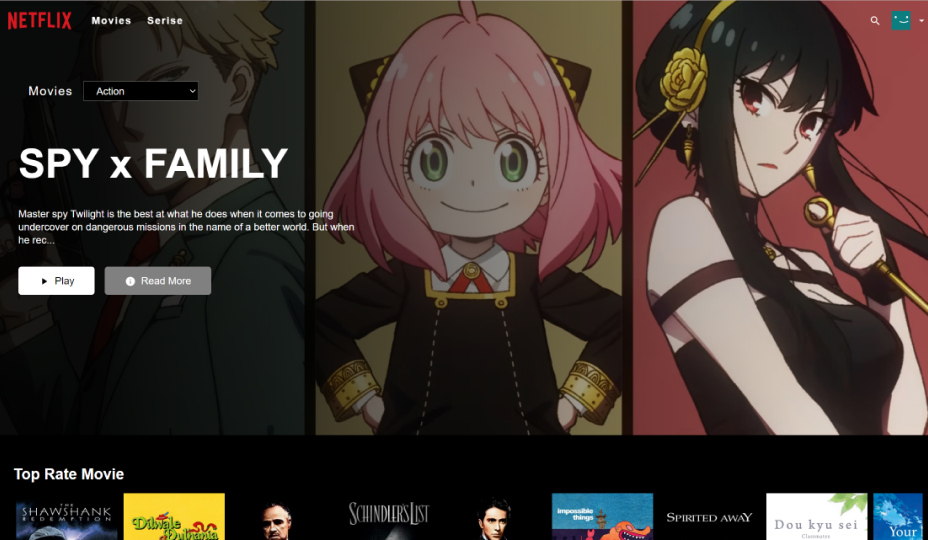 NETFLIX Movies Serise
Movies Action
SPY x FAMILY
Master spy Twilight is the best at what he does when it comes to going
undercover on dangerous missions in the name of a better world. But when
he rec...
Play Read More
Top Rate Movie
THE
SHAWSHANK
REDEMPTION
Dilwale
Dulhania
SCHINDLER'S LIST
impossible
things
SPIRITED AWAY
Dou kyu sei
Classmates
Your